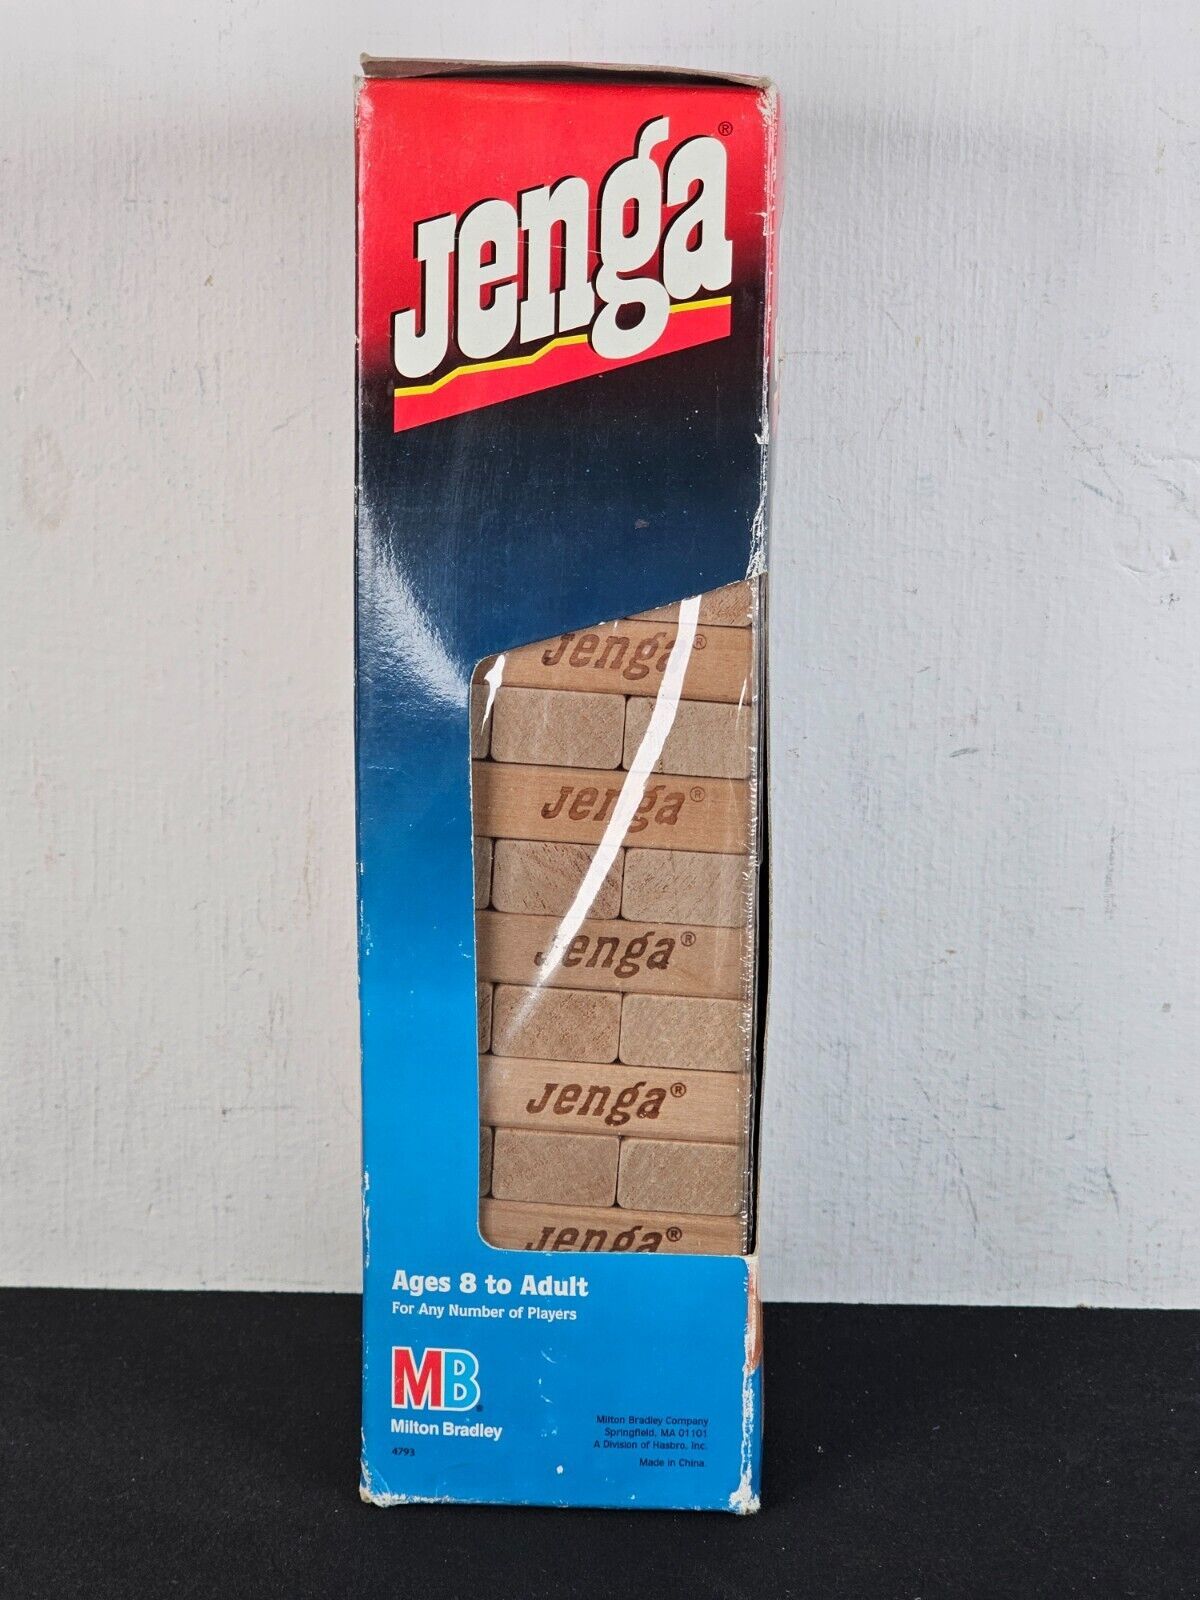 Jenga®
Jenga®
Jenga®
Jenga®
Jenga®
Jenga®
Ages 8 to Adult
For Any Number of Players
MB®
Milton Bradley
4793
Milton Bradley Company
Springfield, MA 01101
A Division of Hasbro, Inc.
Made in China.